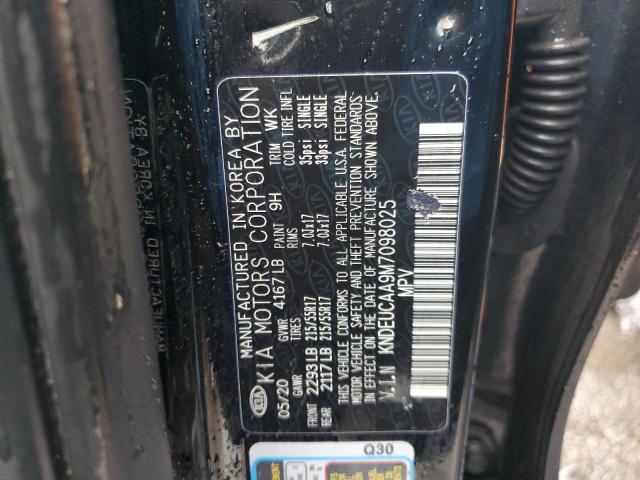 MANUFACTURED IN KOREA BY
KIA KIA MOTORS CORPORATION
05/20 GVWR 4167 LB PAINT 9H TRIM WK
GAWR TIRES RIMS COLD TIRE INFL
FRONT 2293 LB 215/55R17 7.0Jx17 35psi SINGLE
REAR 2117 LB 215/55R17 7.0Jx17 33psi SINGLE
THIS VEHICLE CONFORMS TO ALL APPLICABLE U.S.A. FEDERAL
MOTOR VEHICLE SAFETY AND THEFT PREVENTION STANDARDS
IN EFFECT ON THE DATE OF MANUFACTURE SHOWN ABOVE.
V.I.N KNDEUCAA9M7098025
MPV
Q30